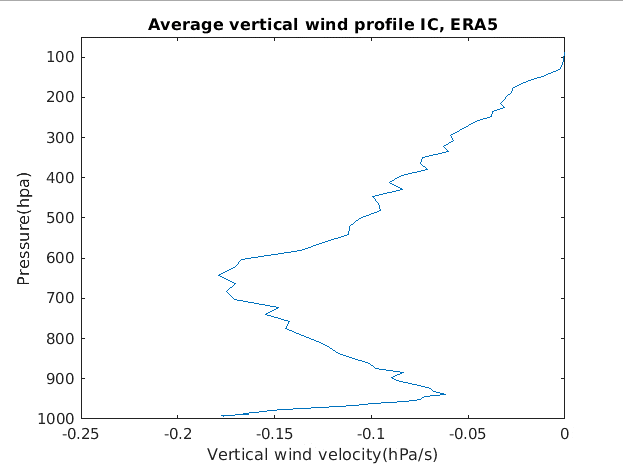 Average vertical wind profile IC, ERA5
100
200
300
400
500
600
700
800
900
1000
Pressure(hpa)
-0.25 -0.2 -0.15 -0.1 -0.05 0
Vertical wind velocity(hPa/s)